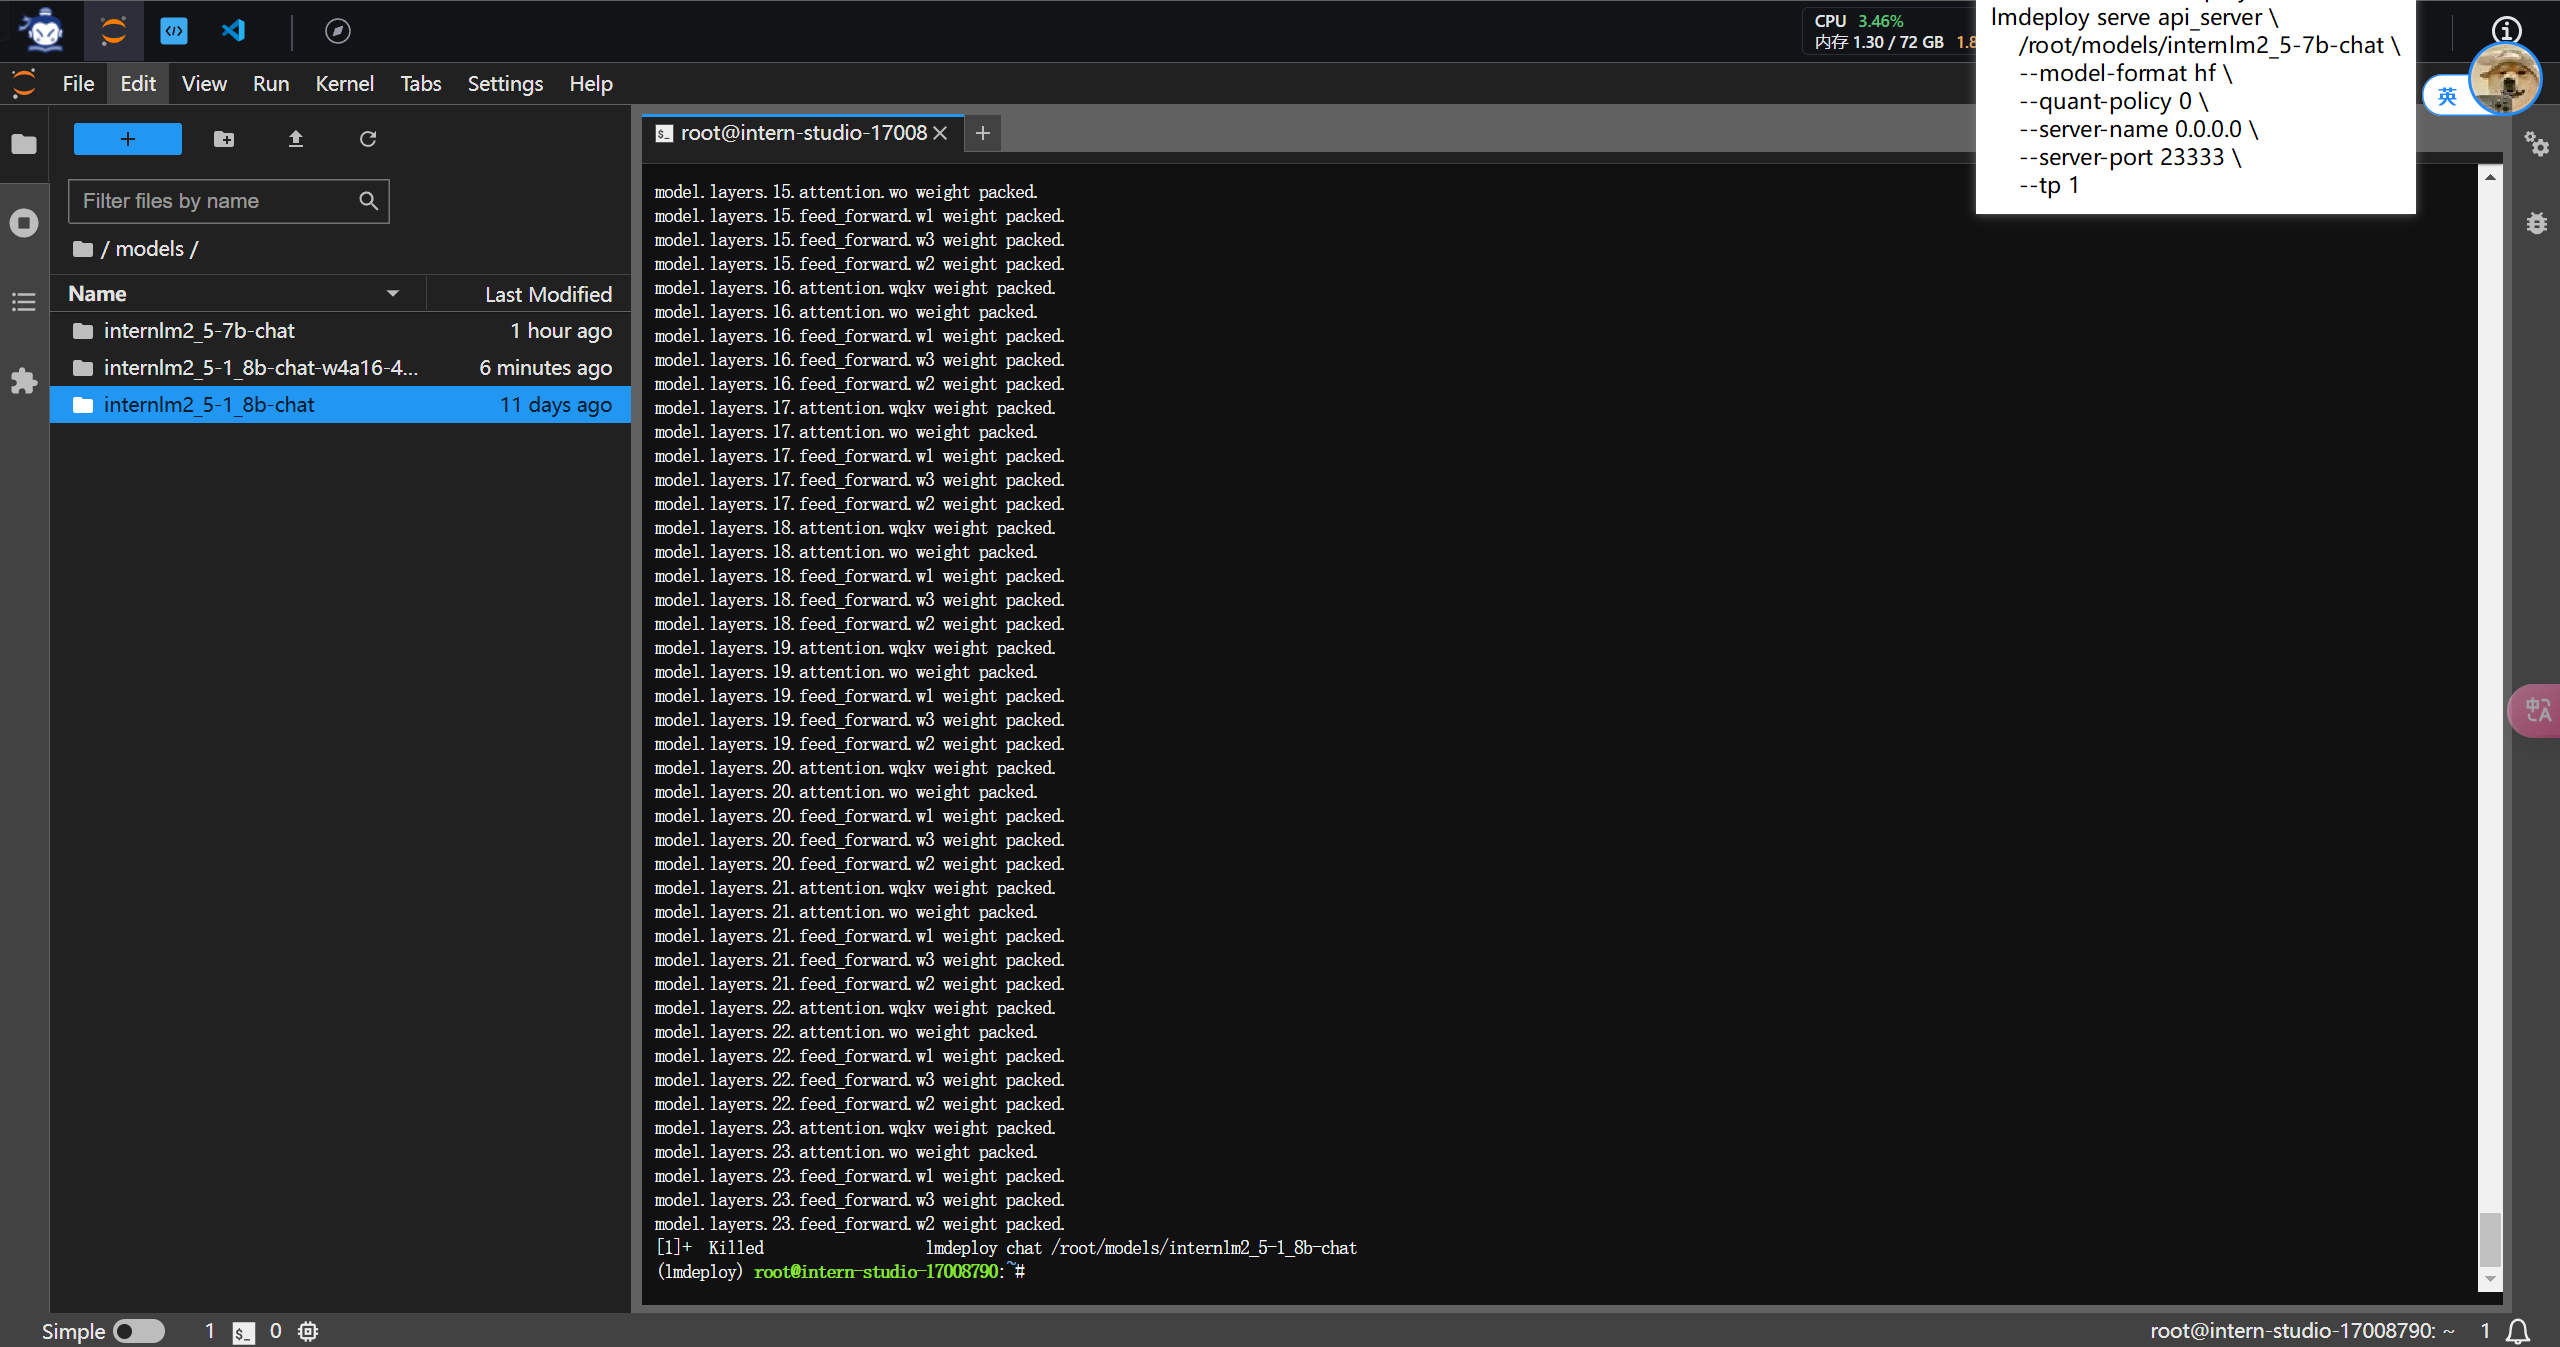 CPU 3.46%
内存 1.30 / 72 GB 1.8
lmdeploy serve api_server \
/root/models/internlm2_5-7b-chat \
--model-format hf \
--quant-policy 0 \
--server-name 0.0.0.0 \
--server-port 23333 \
--tp 1
英
File Edit View Run Kernel Tabs Settings Help
+
Filter files by name
/ models /
Name Last Modified
internlm2_5-7b-chat 1 hour ago
internlm2_5-1_8b-chat-w4a16-4... 6 minutes ago
internlm2_5-1_8b-chat 11 days ago
root@intern-studio-17008
model.layers.15.attention.wo weight packed.
model.layers.15.feed_forward.w1 weight packed.
model.layers.15.feed_forward.w3 weight packed.
model.layers.15.feed_forward.w2 weight packed.
model.layers.16.attention.wqkv weight packed.
model.layers.16.attention.wo weight packed.
model.layers.16.feed_forward.w1 weight packed.
model.layers.16.feed_forward.w3 weight packed.
model.layers.16.feed_forward.w2 weight packed.
model.layers.17.attention.wqkv weight packed.
model.layers.17.attention.wo weight packed.
model.layers.17.feed_forward.w1 weight packed.
model.layers.17.feed_forward.w3 weight packed.
model.layers.17.feed_forward.w2 weight packed.
model.layers.18.attention.wqkv weight packed.
model.layers.18.attention.wo weight packed.
model.layers.18.feed_forward.w1 weight packed.
model.layers.18.feed_forward.w3 weight packed.
model.layers.18.feed_forward.w2 weight packed.
model.layers.19.attention.wqkv weight packed.
model.layers.19.attention.wo weight packed.
model.layers.19.feed_forward.w1 weight packed.
model.layers.19.feed_forward.w3 weight packed.
model.layers.19.feed_forward.w2 weight packed.
model.layers.20.attention.wqkv weight packed.
model.layers.20.attention.wo weight packed.
model.layers.20.feed_forward.w1 weight packed.
model.layers.20.feed_forward.w3 weight packed.
model.layers.20.feed_forward.w2 weight packed.
model.layers.21.attention.wqkv weight packed.
model.layers.21.attention.wo weight packed.
model.layers.21.feed_forward.w1 weight packed.
model.layers.21.feed_forward.w3 weight packed.
model.layers.21.feed_forward.w2 weight packed.
model.layers.22.attention.wqkv weight packed.
model.layers.22.attention.wo weight packed.
model.layers.22.feed_forward.w1 weight packed.
model.layers.22.feed_forward.w3 weight packed.
model.layers.22.feed_forward.w2 weight packed.
model.layers.23.attention.wqkv weight packed.
model.layers.23.attention.wo weight packed.
model.layers.23.feed_forward.w1 weight packed.
model.layers.23.feed_forward.w3 weight packed.
model.layers.23.feed_forward.w2 weight packed.
[1]+ Killed lmdeploy chat /root/models/internlm2_5-1_8b-chat
(lmdeploy) root@intern-studio-17008790:~#
Simple 1 0 root@intern-studio-17008790: ~ 1